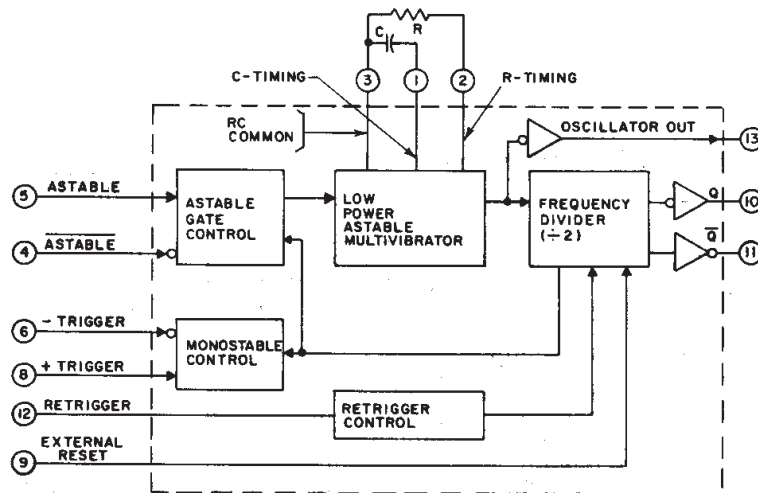 R
C
3
1
2
C-TIMING
R-TIMING
RC
COMMON
OSCILLATOR OUT
13
5
ASTABLE
ASTABLE
GATE
CONTROL
LOW
POWER
ASTABLE
MULTIVIBRATOR
FREQUENCY
DIVIDER
(÷2)
Q
10
4
ASTABLE
Q
11
6
- TRIGGER
MONOSTABLE
CONTROL
8
+ TRIGGER
12
RETRIGGER
RETRIGGER
CONTROL
EXTERNAL
9
RESET